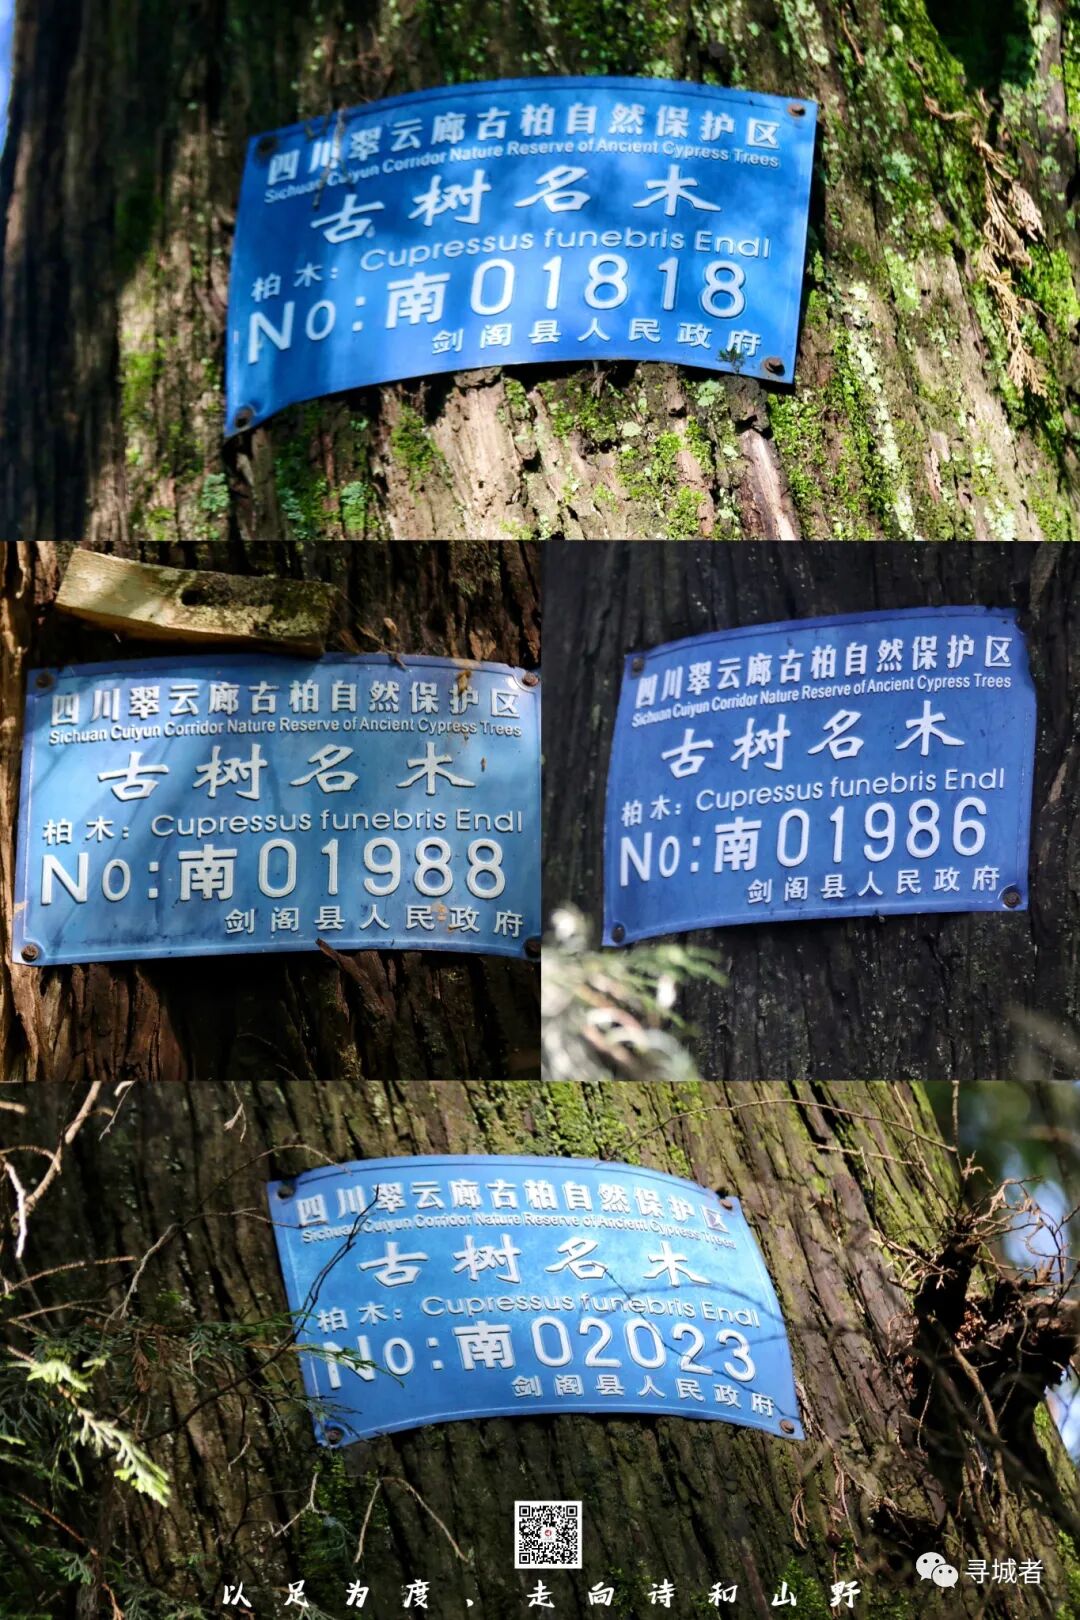 四川翠云廊古柏自然保护区
Sichuan Cuiyun Corridor Nature Reserve of Ancient Cypress Trees
古树名木
柏木：Cupressus funebris Endl
No:南01818
剑阁县人民政府
四川翠云廊古柏自然保护区
Sichuan Cuiyun Corridor Nature Reserve of Ancient Cypress Trees
古树名木
柏木：Cupressus funebris Endl
No:南01988
剑阁县人民政府
四川翠云廊古柏自然保护区
Sichuan Cuiyun Corridor Nature Reserve of Ancient Cypress Trees
古树名木
柏木：Cupressus funebris Endl
No:南01986
剑阁县人民政府
四川翠云廊古柏自然保护区
Sichuan Cuiyun Corridor Nature Reserve of Ancient Cypress Trees
古树名木
柏木：Cupressus funebris Endl
No:南02023
剑阁县人民政府
寻城者
以足为度、走向诗和山野